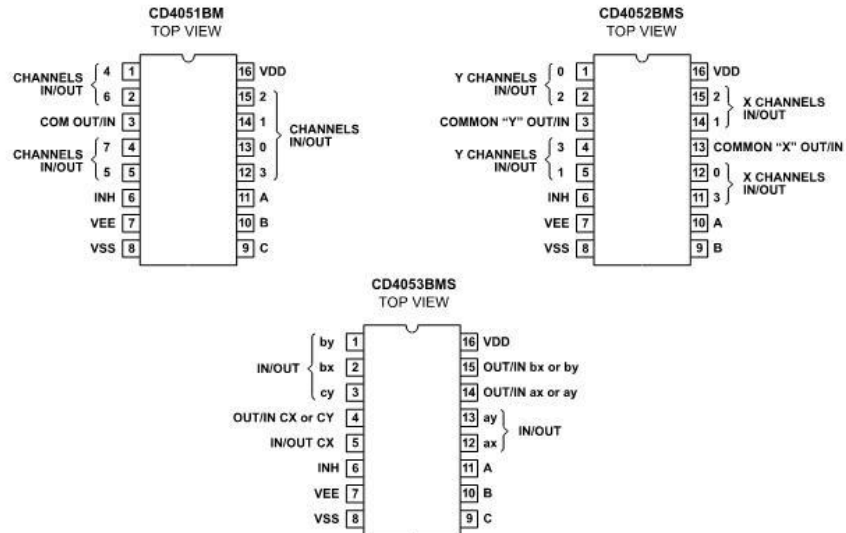 CD4051BM
TOP VIEW
CHANNELS IN/OUT
4 1
6 2
COM OUT/IN 3
CHANNELS IN/OUT
7 4
5 5
INH 6
VEE 7
VSS 8
16 VDD
15 2
14 1
13 0
12 3
CHANNELS IN/OUT
11 A
10 B
9 C
CD4052BMS
TOP VIEW
Y CHANNELS IN/OUT
0 1
2 2
COMMON “Y” OUT/IN 3
Y CHANNELS IN/OUT
3 4
1 5
INH 6
VEE 7
VSS 8
16 VDD
15 2
14 1
X CHANNELS IN/OUT
13 COMMON “X” OUT/IN
12 0
11 3
X CHANNELS IN/OUT
10 A
9 B
CD4053BMS
TOP VIEW
IN/OUT
by 1
bx 2
cy 3
OUT/IN CX or CY 4
IN/OUT CX 5
INH 6
VEE 7
VSS 8
16 VDD
15 OUT/IN bx or by
14 OUT/IN ax or ay
13 ay
12 ax
IN/OUT
11 A
10 B
9 C